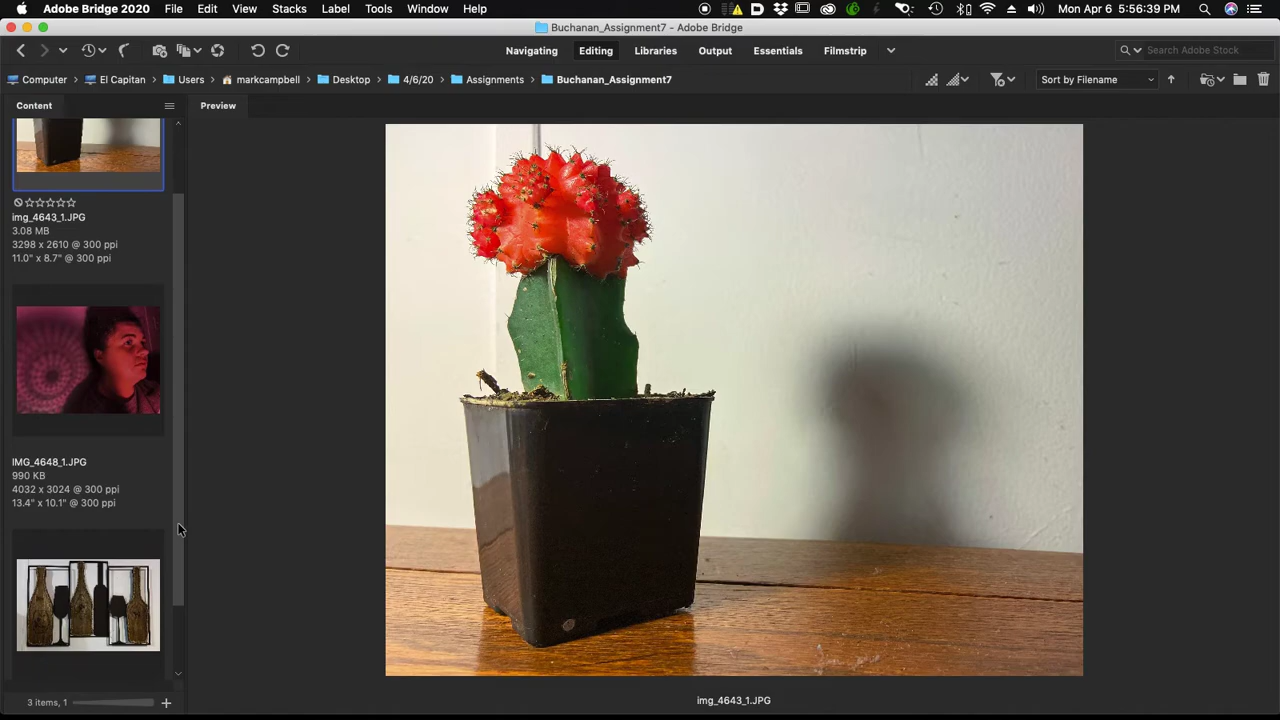 Adobe Bridge 2020 File Edit View Stacks Label Tools Window Help Mon Apr 6 5:56:39 PM
Buchanan_Assignment7 - Adobe Bridge
Navigating Editing Libraries Output Essentials Filmstrip Search Adobe Stock
Computer El Capitan Users markcampbell Desktop 4/6/20 Assignments Buchanan_Assignment7 Sort by Filename
Content Preview
img_4643_1.JPG
3.08 MB
3298 x 2610 @ 300 ppi
11.0" x 8.7" @ 300 ppi
IMG_4648_1.JPG
990 KB
4032 x 3024 @ 300 ppi
13.4" x 10.1" @ 300 ppi
3 items, 1
img_4643_1.JPG